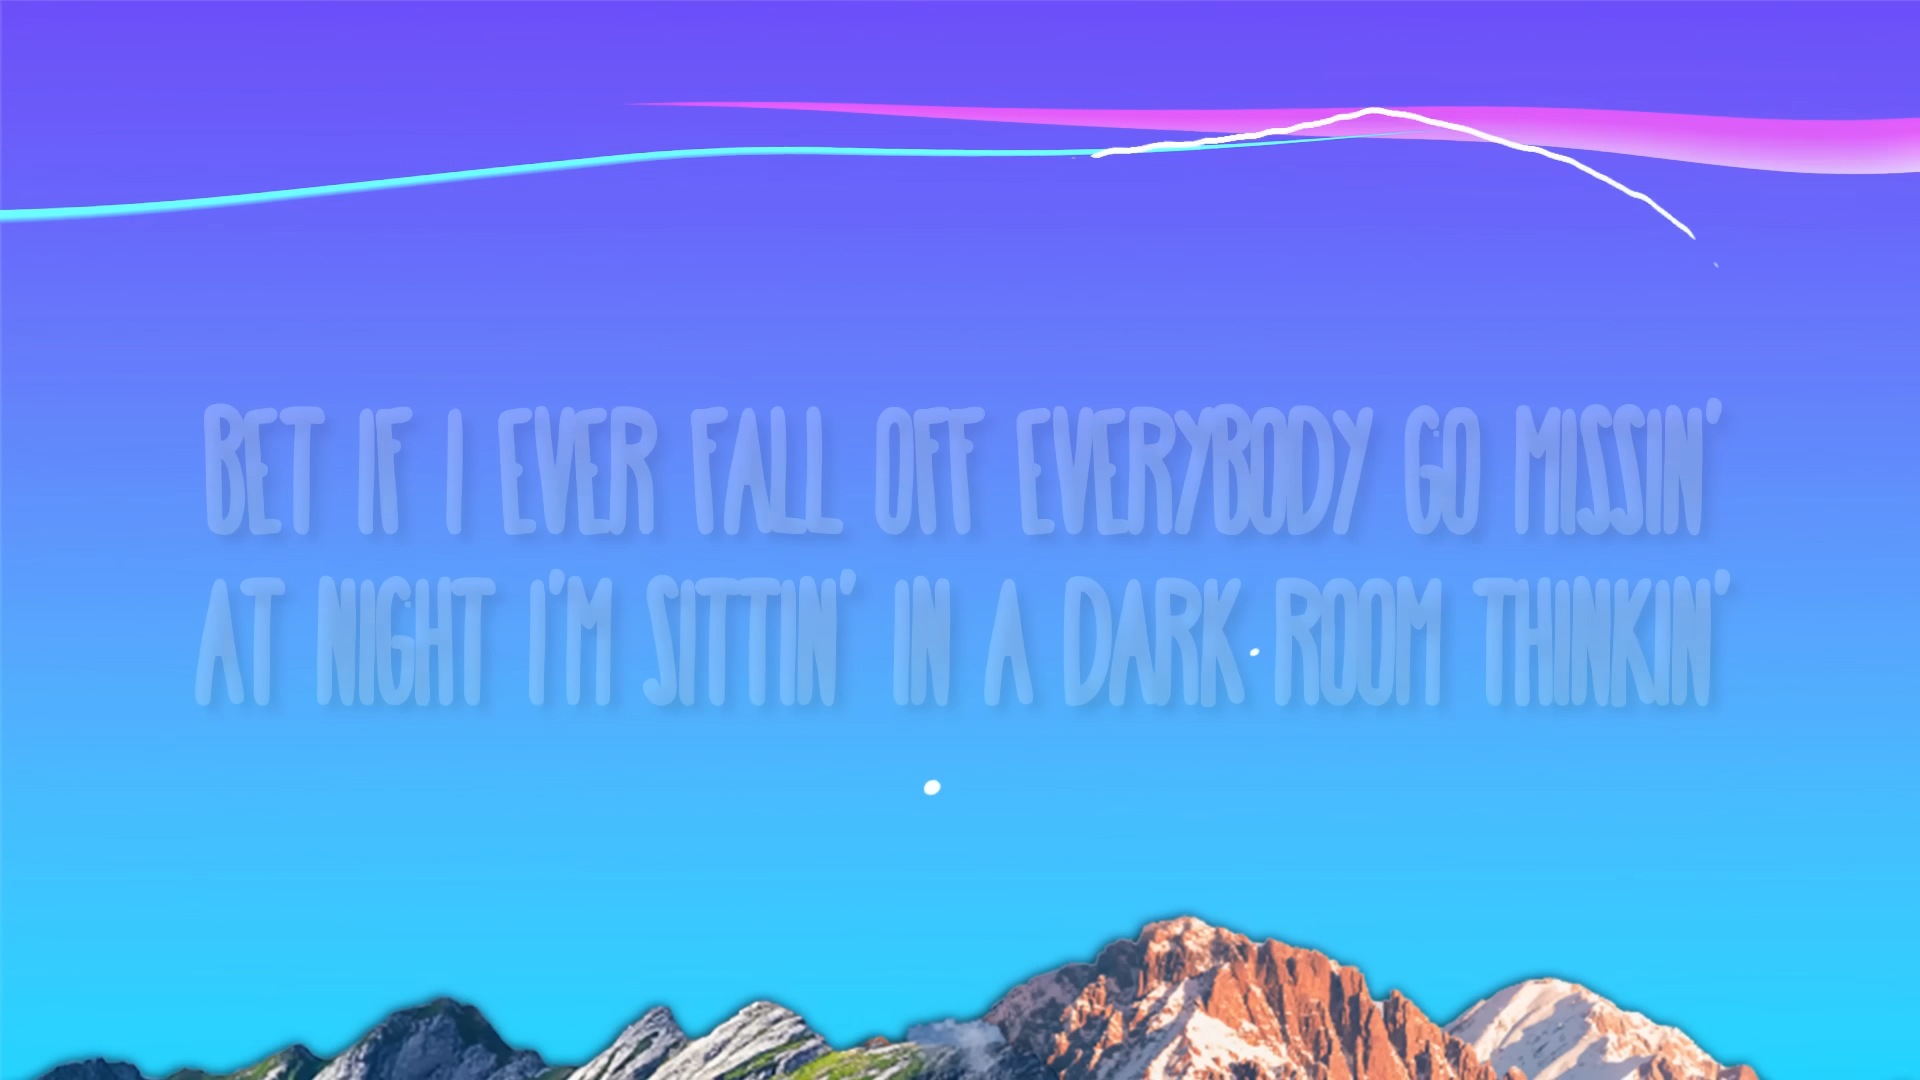 BET IF I EVER FALL OFF EVERYBODY GO MISSIN'
AT NIGHT I'M SITTIN' IN A DARK ROOM THINKIN'